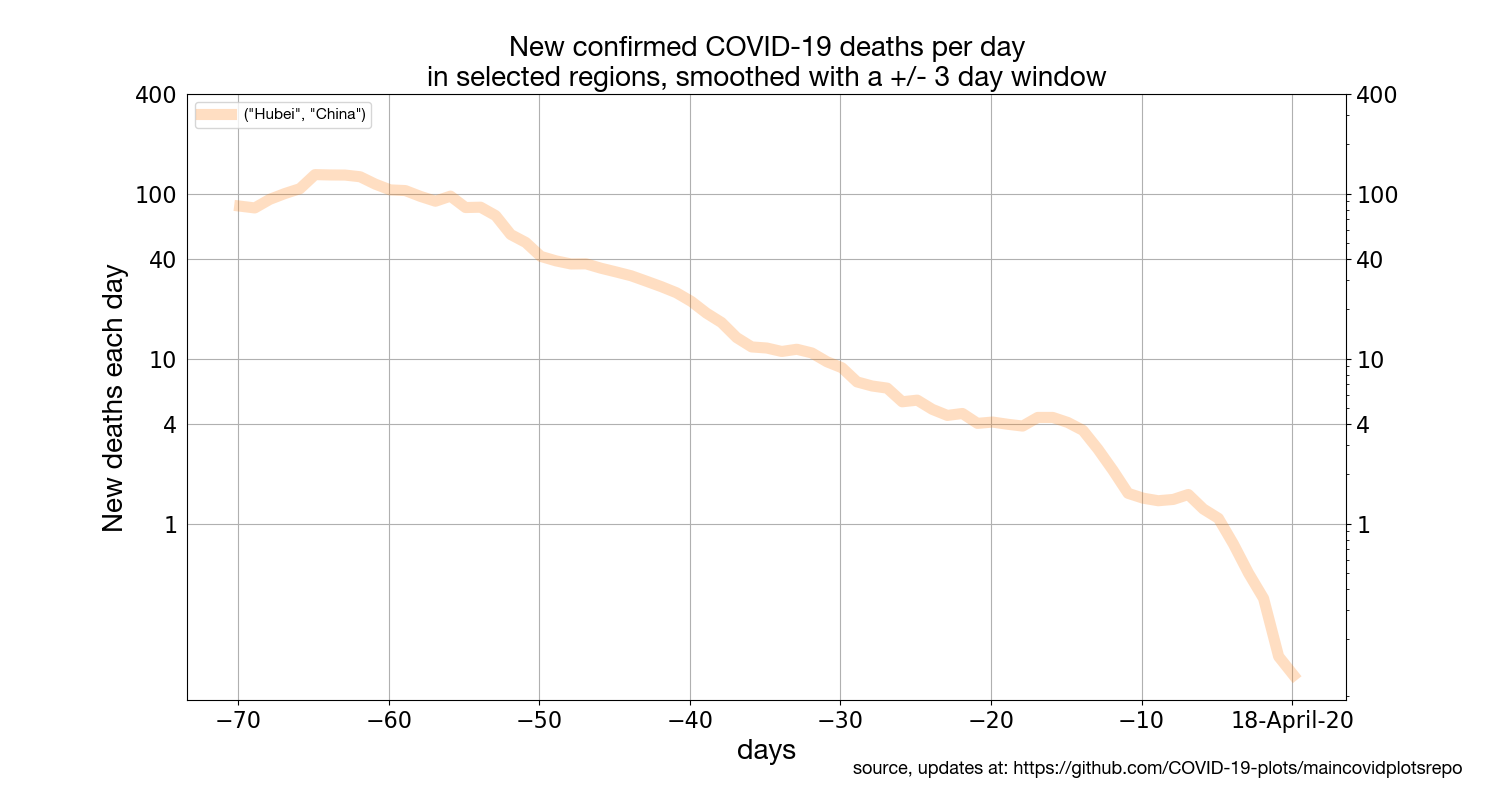 New confirmed COVID-19 deaths per day
in selected regions, smoothed with a +/- 3 day window
("Hubei", "China")
New deaths each day
400
100
40
10
4
1
400
100
40
10
4
1
−70 −60 −50 −40 −30 −20 −10 18-April-20
days
source, updates at: https://github.com/COVID-19-plots/maincovidplotsrepo